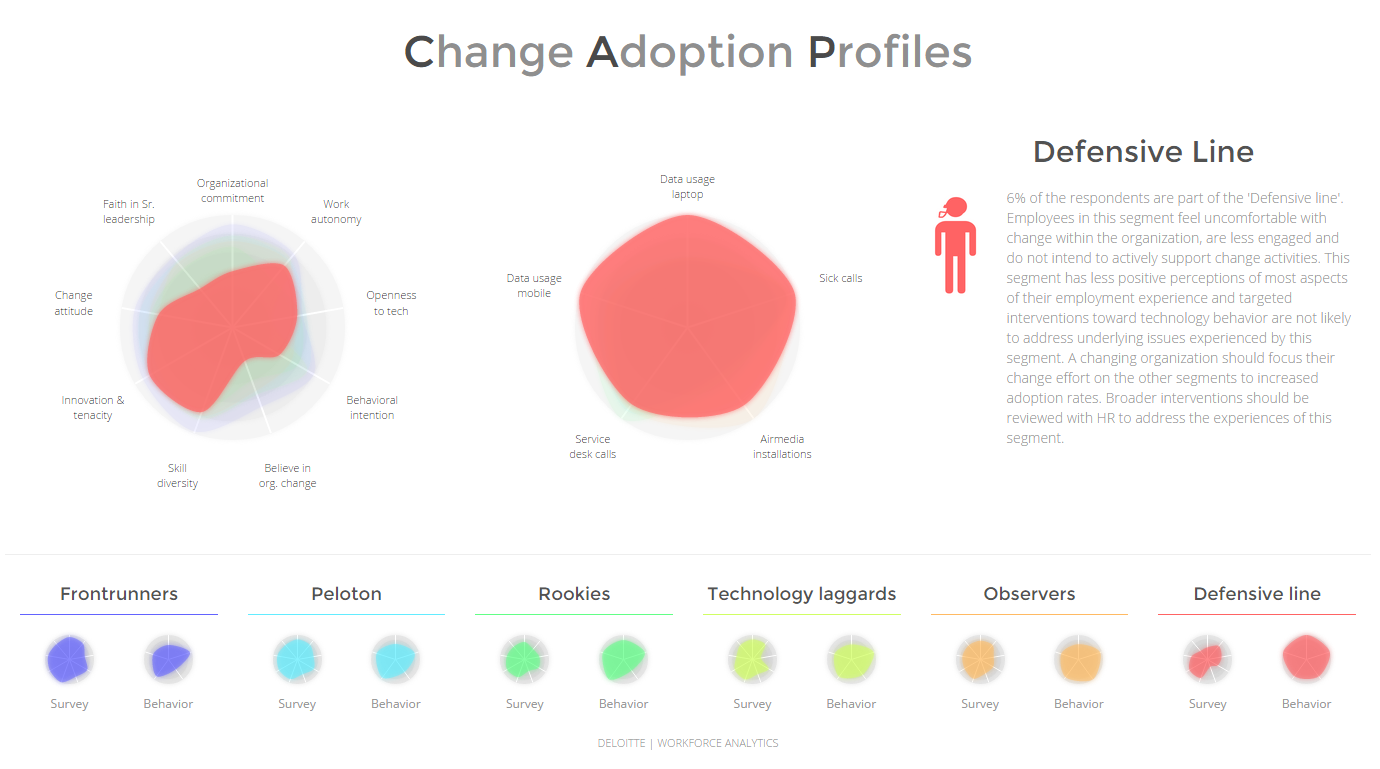 Change Adoption Profiles
Organizational
commitment
Faith in Sr.
leadership
Work
autonomy
Change
attitude
Openness
to tech
Innovation &
tenacity
Behavioral
intention
Skill
diversity
Believe in
org. change
Data usage
laptop
Data usage
mobile
Sick calls
Service
desk calls
Airmedia
installations
Defensive Line
6% of the respondents are part of the 'Defensive line'.
Employees in this segment feel uncomfortable with
change within the organization, are less engaged and
do not intend to actively support change activities. This
segment has less positive perceptions of most aspects
of their employment experience and targeted
interventions toward technology behavior are not likely
to address underlying issues experienced by this
segment. A changing organization should focus their
change effort on the other segments to increased
adoption rates. Broader interventions should be
reviewed with HR to address the experiences of this
segment.
Frontrunners
Survey
Behavior
Peloton
Survey
Behavior
Rookies
Survey
Behavior
Technology laggards
Survey
Behavior
Observers
Survey
Behavior
Defensive line
Survey
Behavior
DELOITTE | WORKFORCE ANALYTICS